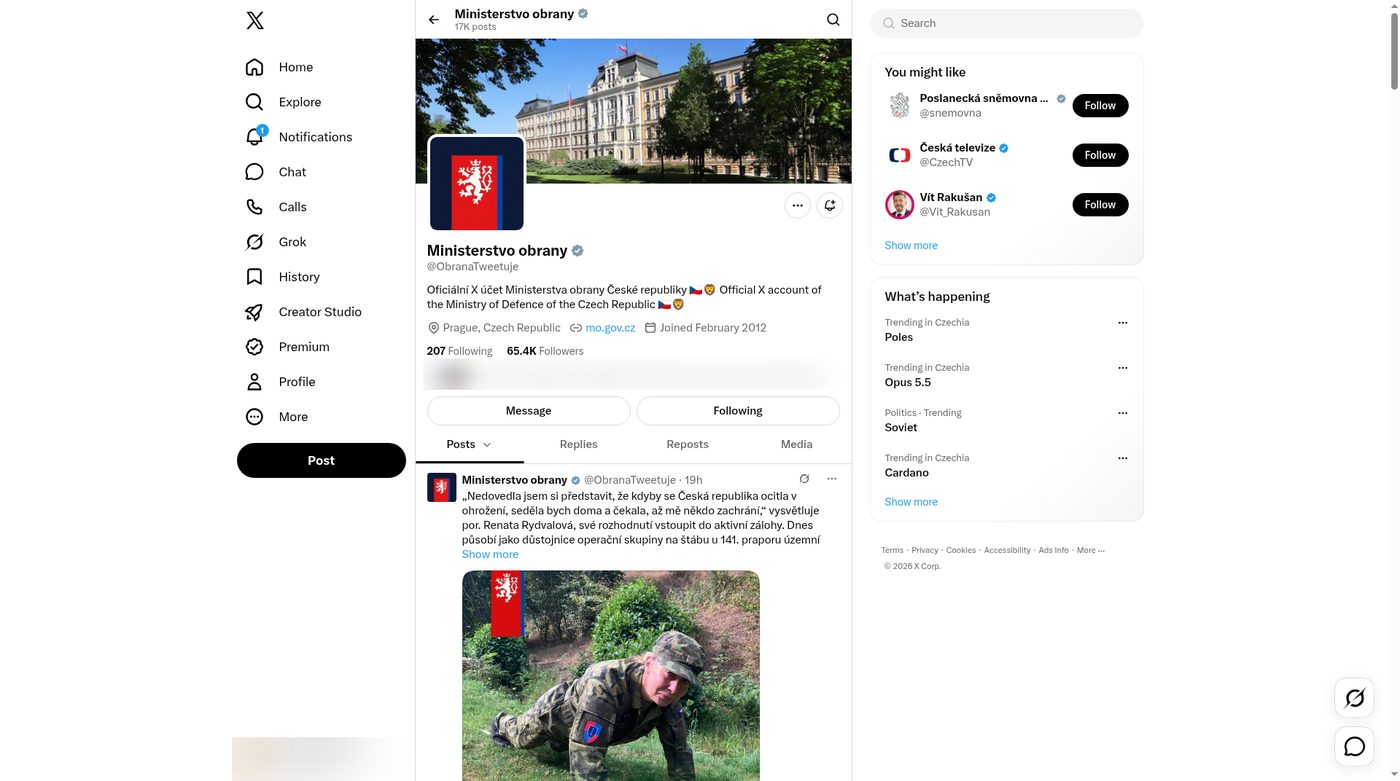 Home
Explore
1
Notifications
Chat
Calls
Grok
History
Creator Studio
Premium
Profile
More
Post
Ministerstvo obrany
17K posts
Ministerstvo obrany
@ObranaTweetuje
Oficiální X účet Ministerstva obrany České republiky 🇨🇿🦁 Official X account of
the Ministry of Defence of the Czech Republic 🇨🇿🦁
Prague, Czech Republic mo.gov.cz Joined February 2012
207 Following 65.4K Followers
Message Following
Posts Replies Reposts Media
Ministerstvo obrany @ObranaTweetuje · 19h
„Nedovedla jsem si představit, že kdyby se Česká republika ocitla v
ohrožení, seděla bych doma a čekala, až mě někdo zachrání,“ vysvětluje
por. Renata Rydvalová, své rozhodnutí vstoupit do aktivní zálohy. Dnes
působí jako důstojnice operační skupiny na štábu u 141. praporu územní
Show more
Search
You might like
Poslanecká sněmovna ...
@snemovna
Follow
Česká televize
@CzechTV
Follow
Vít Rakušan
@Vit_Rakusan
Follow
Show more
What’s happening
Trending in Czechia
Poles
Trending in Czechia
Opus 5.5
Politics · Trending
Soviet
Trending in Czechia
Cardano
Show more
Terms · Privacy · Cookies · Accessibility · Ads Info · More ···
© 2026 X Corp.